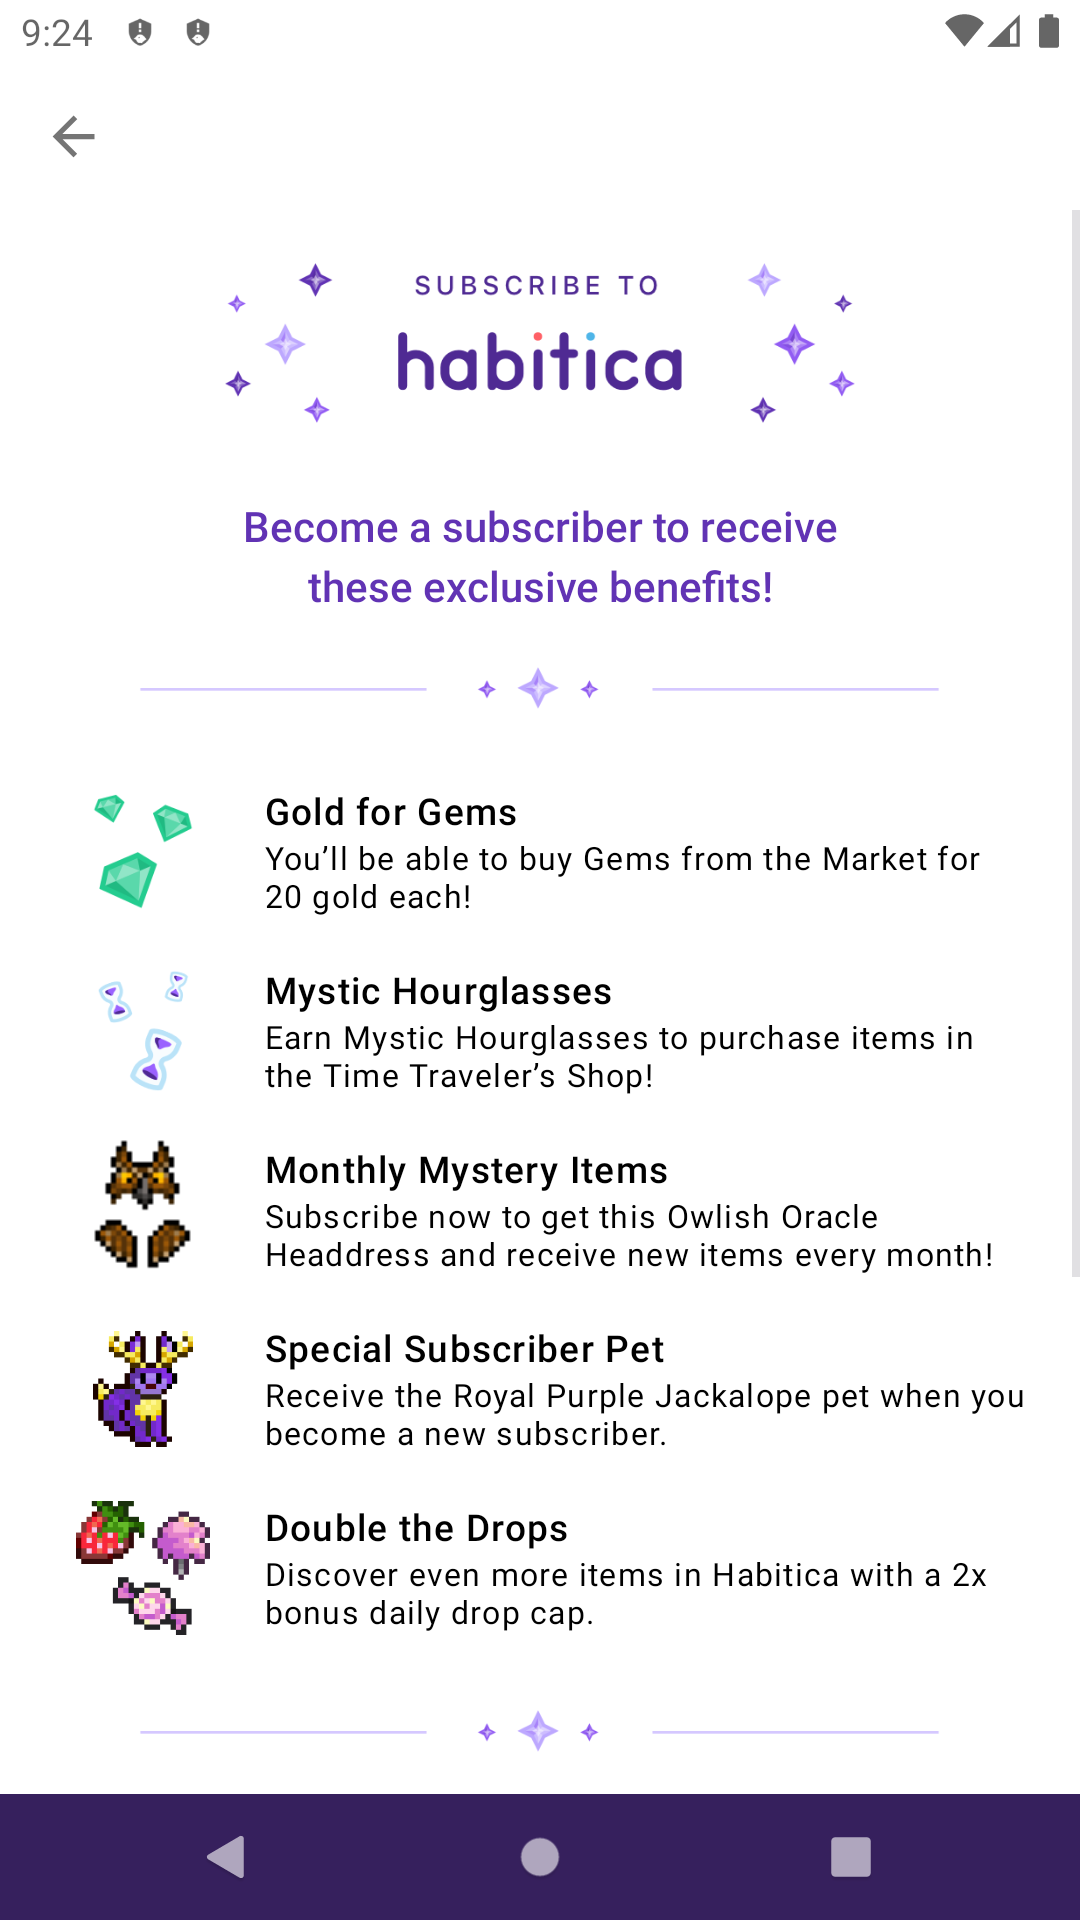 9:24
SUBSCRIBE TO
habitica
Become a subscriber to receive
these exclusive benefits!
Gold for Gems
You’ll be able to buy Gems from the Market for
20 gold each!
Mystic Hourglasses
Earn Mystic Hourglasses to purchase items in
the Time Traveler’s Shop!
Monthly Mystery Items
Subscribe now to get this Owlish Oracle
Headdress and receive new items every month!
Special Subscriber Pet
Receive the Royal Purple Jackalope pet when you
become a new subscriber.
Double the Drops
Discover even more items in Habitica with a 2x
bonus daily drop cap.